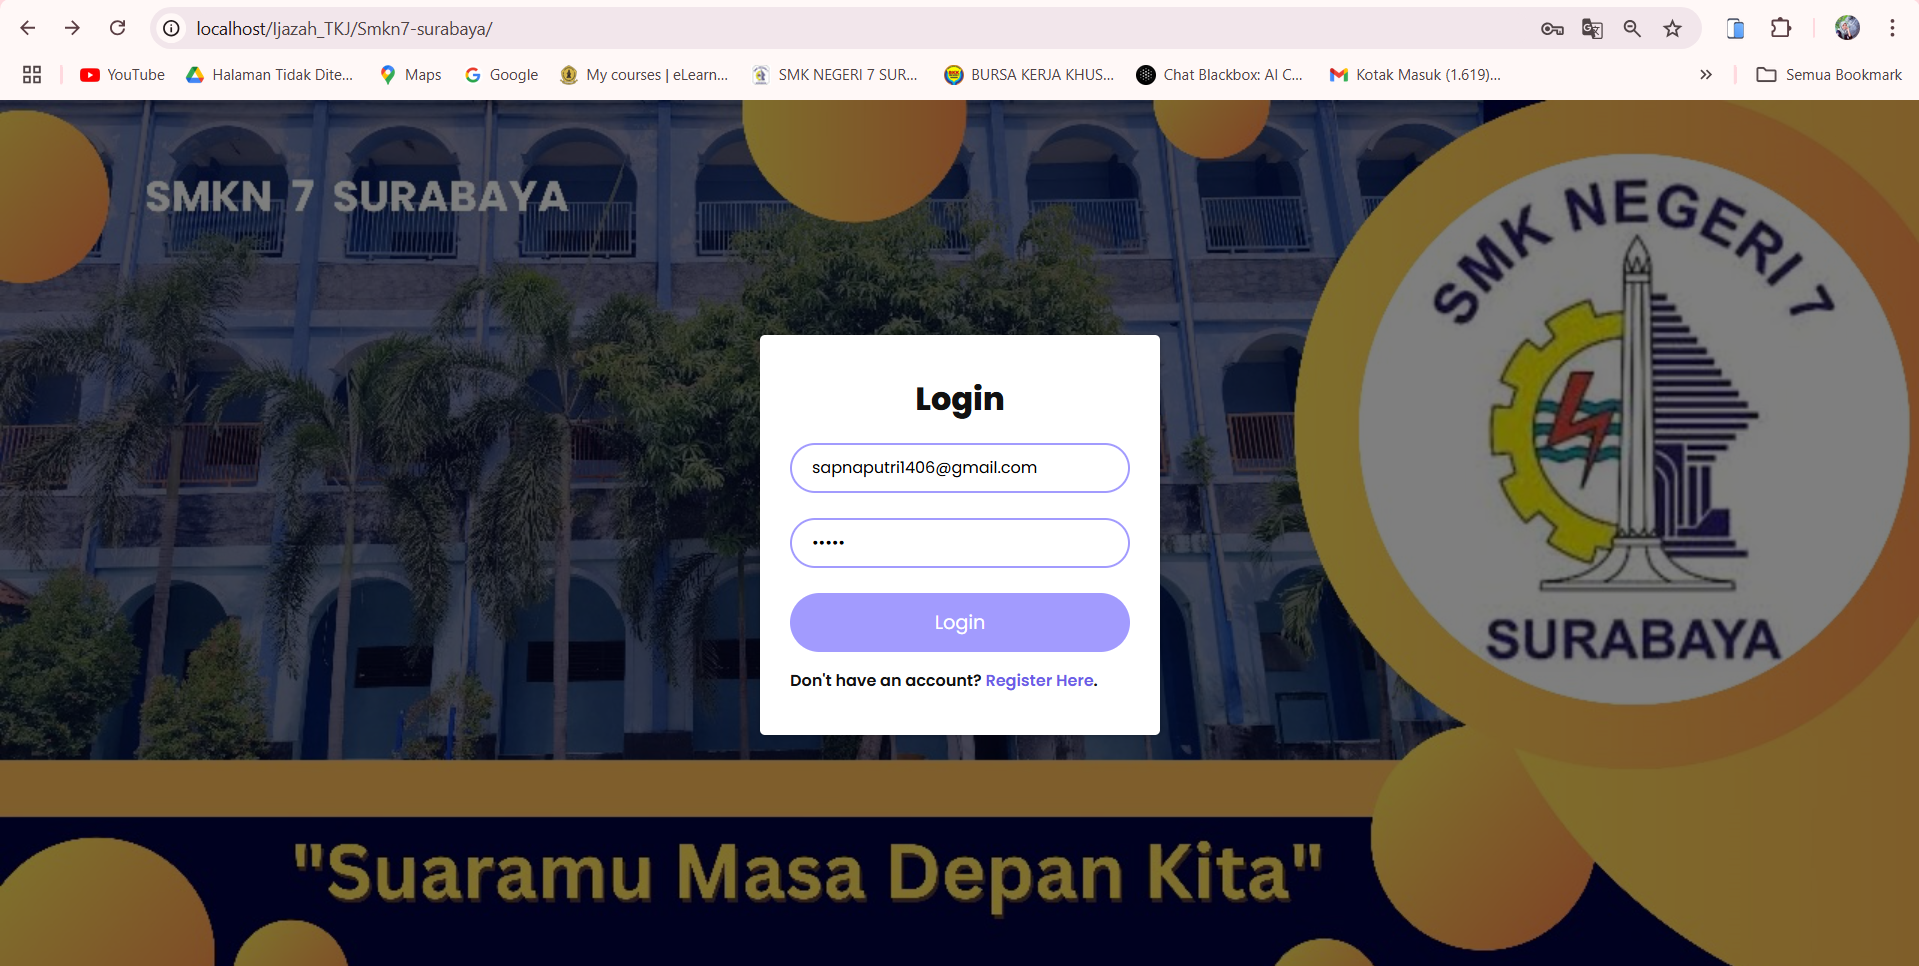 localhost/Ijazah_TKJ/Smkn7-surabaya/
YouTube
Halaman Tidak Dite...
Maps
Google
My courses | eLearn...
SMK NEGERI 7 SUR...
BURSA KERJA KHUS...
Chat Blackbox: AI C...
Kotak Masuk (1.619)...
»
Semua Bookmark
SMKN 7 SURABAYA
SMK NEGERI 7
SURABAYA
Login
sapnaputri1406@gmail.com
•••••
Login
Don't have an account? Register Here.
"Suaramu Masa Depan Kita"